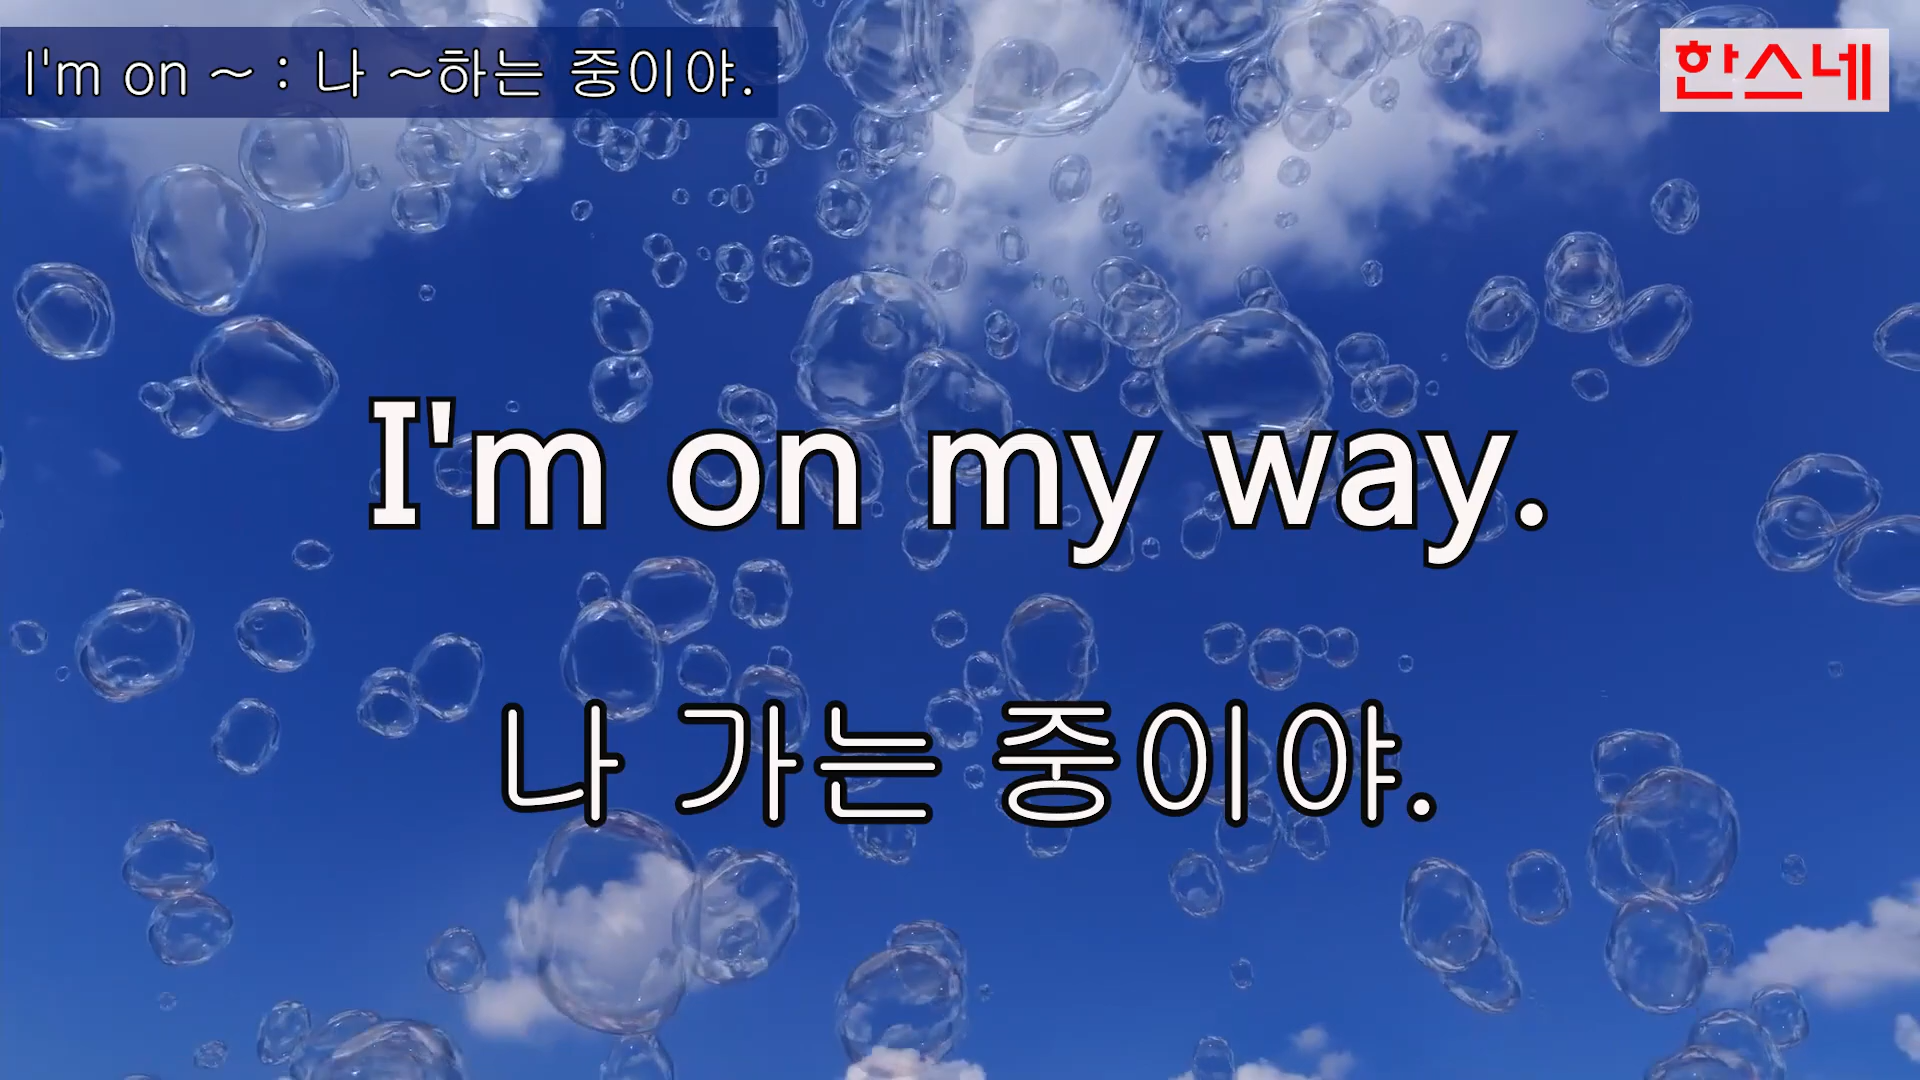 I'm on ~ : 나 ~하는 중이야.
한스네
I'm on my way.
나 가는 중이야.